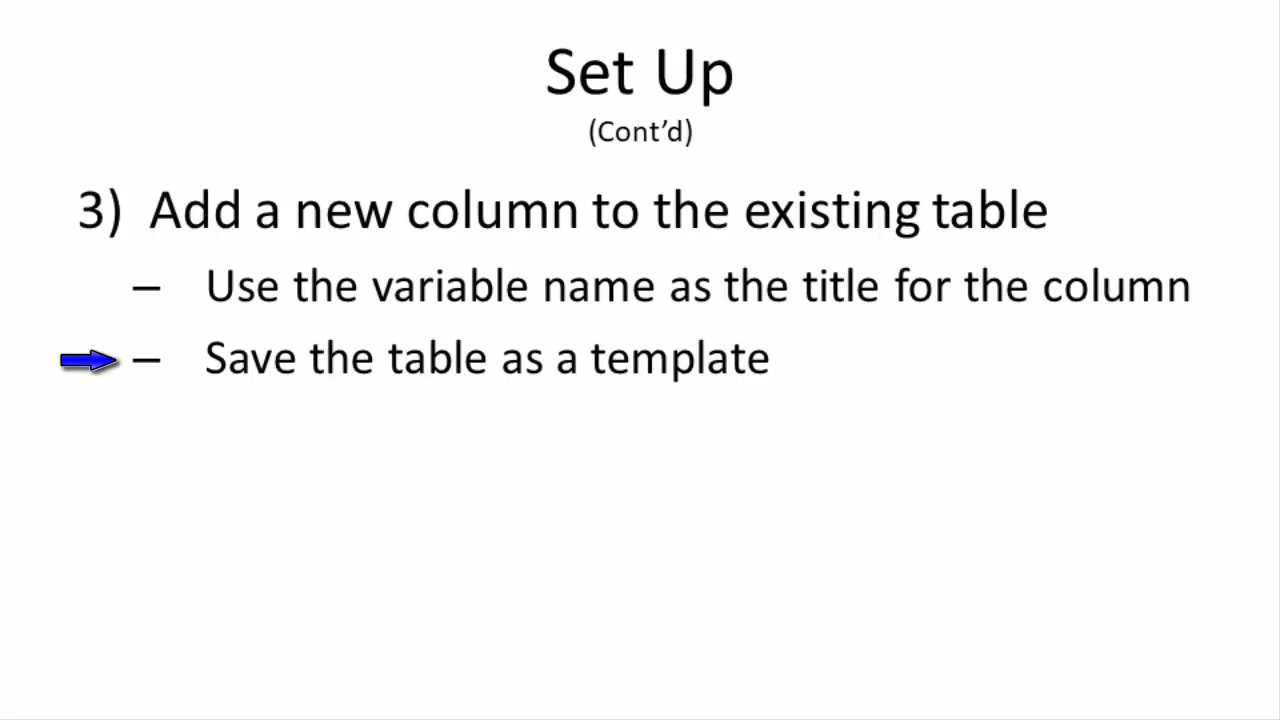 Set Up
(Cont’d)
3) Add a new column to the existing table
– Use the variable name as the title for the column
– Save the table as a template